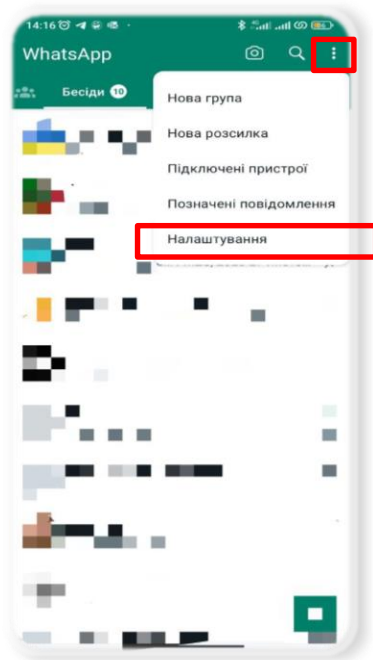 14:16
WhatsApp
Бесіди 10
Нова група
Нова розсилка
Підключені пристрої
Позначені повідомлення
Налаштування